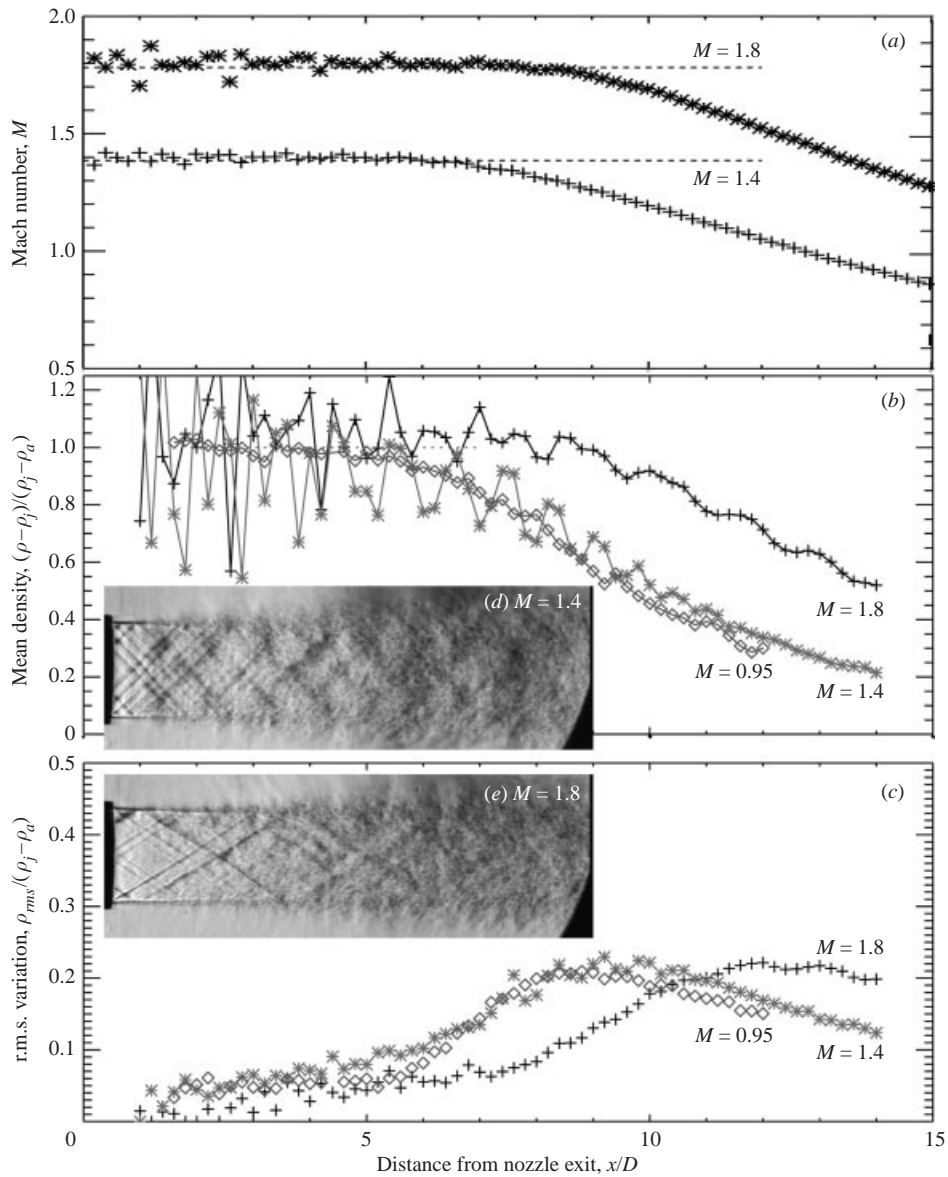 2.0
(a)
M = 1.8
1.5
M = 1.4
1.0
0.5
Mach number, M
1.2
(b)
1.0
0.8
0.6
(d) M = 1.4
M = 1.8
0.4
M = 0.95
0.2
M = 1.4
0
Mean density, (ρ–ρj)/(ρj–ρa)
0.5
(e) M = 1.8
(c)
0.4
0.3
M = 1.8
0.2
M = 0.95
M = 1.4
0.1
r.m.s. variation, ρrms/(ρj–ρa)
0 5 10 15
Distance from nozzle exit, x/D